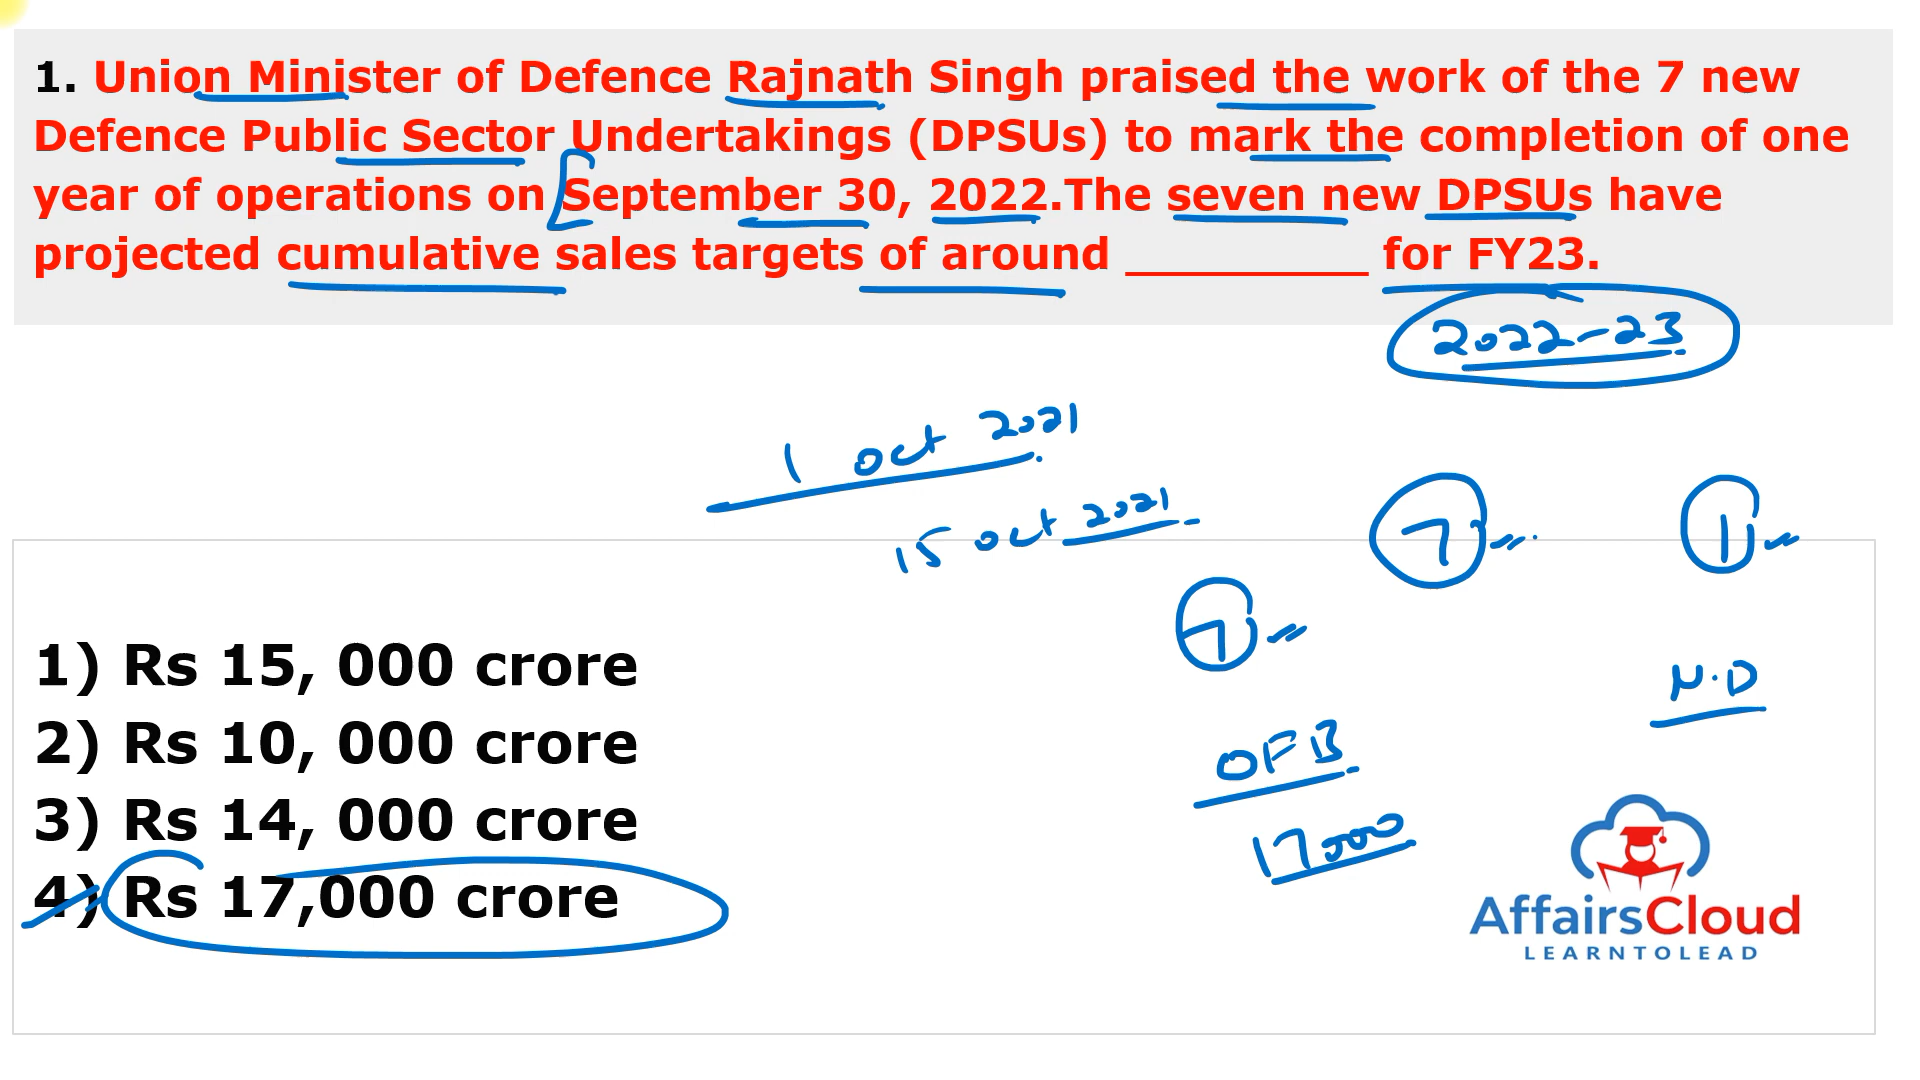 1. Union Minister of Defence Rajnath Singh praised the work of the 7 new
Defence Public Sector Undertakings (DPSUs) to mark the completion of one
year of operations on September 30, 2022.The seven new DPSUs have
projected cumulative sales targets of around __________ for FY23.
2022-23
1 oct 2021
15 oct 2021
7
11
7
N.D
OFB
17000
1) Rs 15, 000 crore
2) Rs 10, 000 crore
3) Rs 14, 000 crore
4) Rs 17,000 crore
AffairsCloud
LEARNTOLEAD